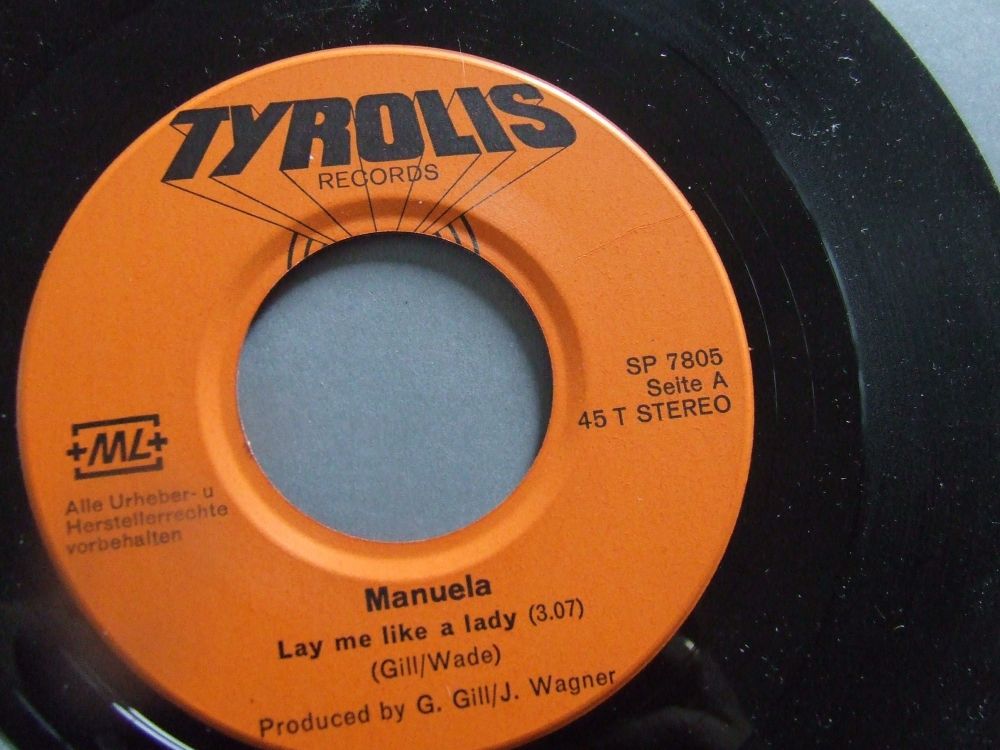 TYROLIS
RECORDS
SP 7805
Seite A
45 T STEREO
+ML+
Alle Urheber- u
Herstellerrechte
vorbehalten
Manuela
Lay me like a lady (3.07)
(Gill/Wade)
Produced by G. Gill/J. Wagner